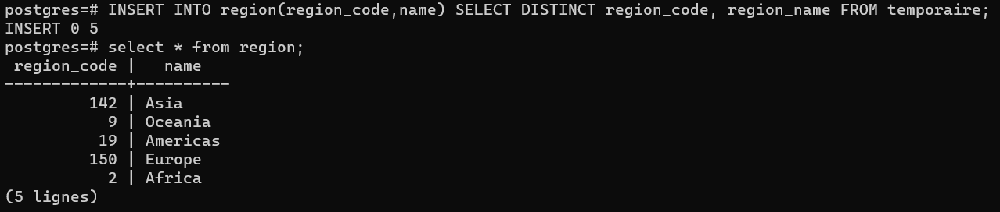 postgres=# INSERT INTO region(region_code,name) SELECT DISTINCT region_code, region_name FROM temporaire;
INSERT 0 5
postgres=# select * from region;
 region_code |   name
-------------+----------
         142 | Asia
           9 | Oceania
          19 | Americas
         150 | Europe
           2 | Africa
(5 lignes)